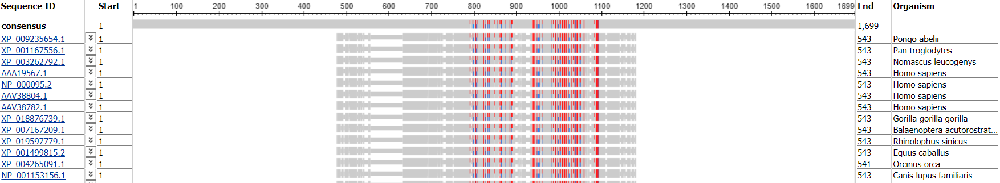 Sequence ID Start 1 100 200 300 400 500 600 700 800 900 1000 1100 1200 1300 1400 1500 1600 1699 End Organism
consensus 1 1,699
XP_009235654.1 1 543 Pongo abelii
XP_001167556.1 1 543 Pan troglodytes
XP_003262792.1 1 543 Nomascus leucogenys
AAA19567.1 1 543 Homo sapiens
NP_000095.2 1 543 Homo sapiens
AAV38804.1 1 543 Homo sapiens
AAV38782.1 1 543 Homo sapiens
XP_018876739.1 1 543 Gorilla gorilla gorilla
XP_007167209.1 1 543 Balaenoptera acutorostrat...
XP_019597779.1 1 543 Rhinolophus sinicus
XP_001499815.2 1 543 Equus caballus
XP_004265091.1 1 541 Orcinus orca
NP_001153156.1 1 543 Canis lupus familiaris